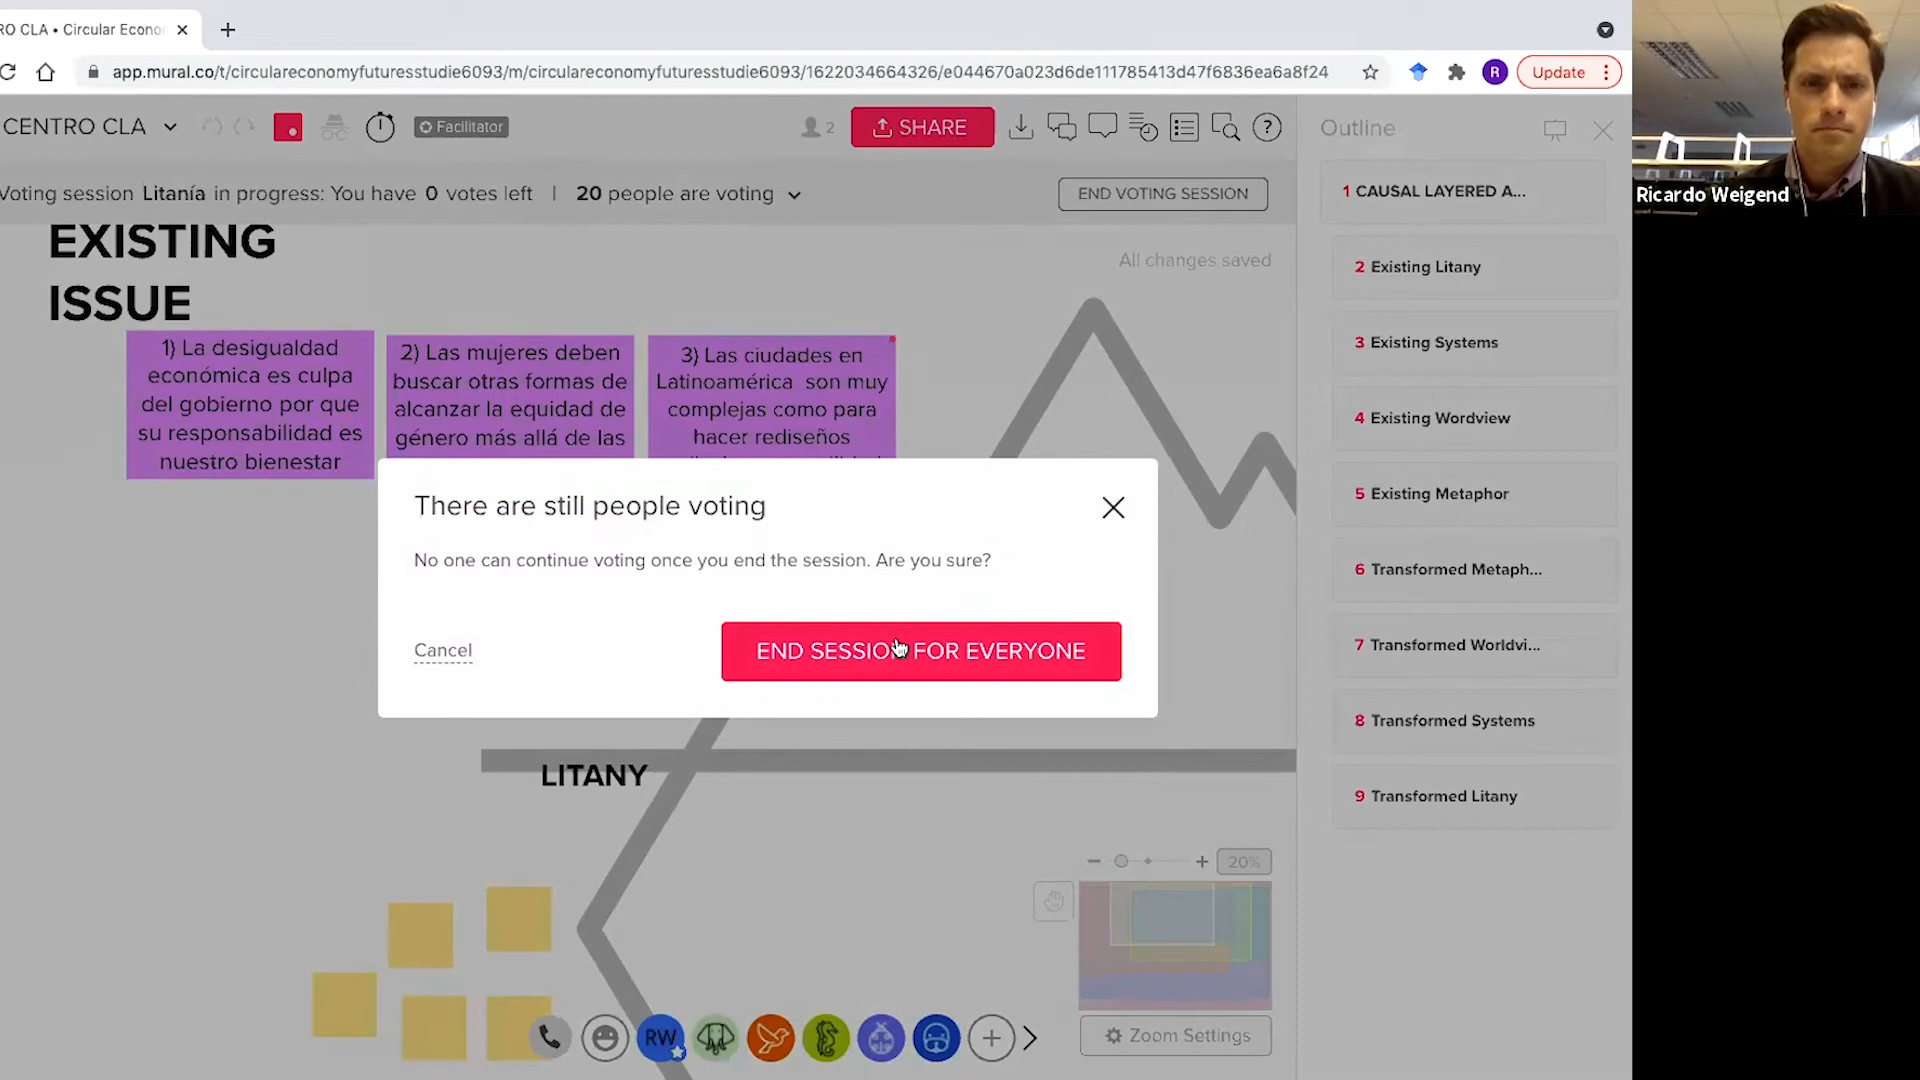 RO CLA • Circular Econo
Update
app.mural.co/t/circulareconomyfuturesstudie6093/m/circulareconomyfuturesstudie6093/1622034664326/e044670a023d6de111785413d47f6836ea6a8f24
R
CENTRO CLA
Facilitator
2
SHARE
?
Outline
Voting session Litanía in progress: You have 0 votes left | 20 people are voting
END VOTING SESSION
1 CAUSAL LAYERED A...
Ricardo Weigend
EXISTING
ISSUE
All changes saved
2 Existing Litany
3 Existing Systems
4 Existing Wordview
5 Existing Metaphor
6 Transformed Metaph...
7 Transformed Worldvi...
8 Transformed Systems
9 Transformed Litany
1) La desigualdad
económica es culpa
del gobierno por que
su responsabilidad es
nuestro bienestar
2) Las mujeres deben
buscar otras formas de
alcanzar la equidad de
género más allá de las
3) Las ciudades en
Latinoamérica son muy
complejas como para
hacer rediseños
There are still people voting
No one can continue voting once you end the session. Are you sure?
Cancel
END SESSION FOR EVERYONE
LITANY
20%
RW
Zoom Settings